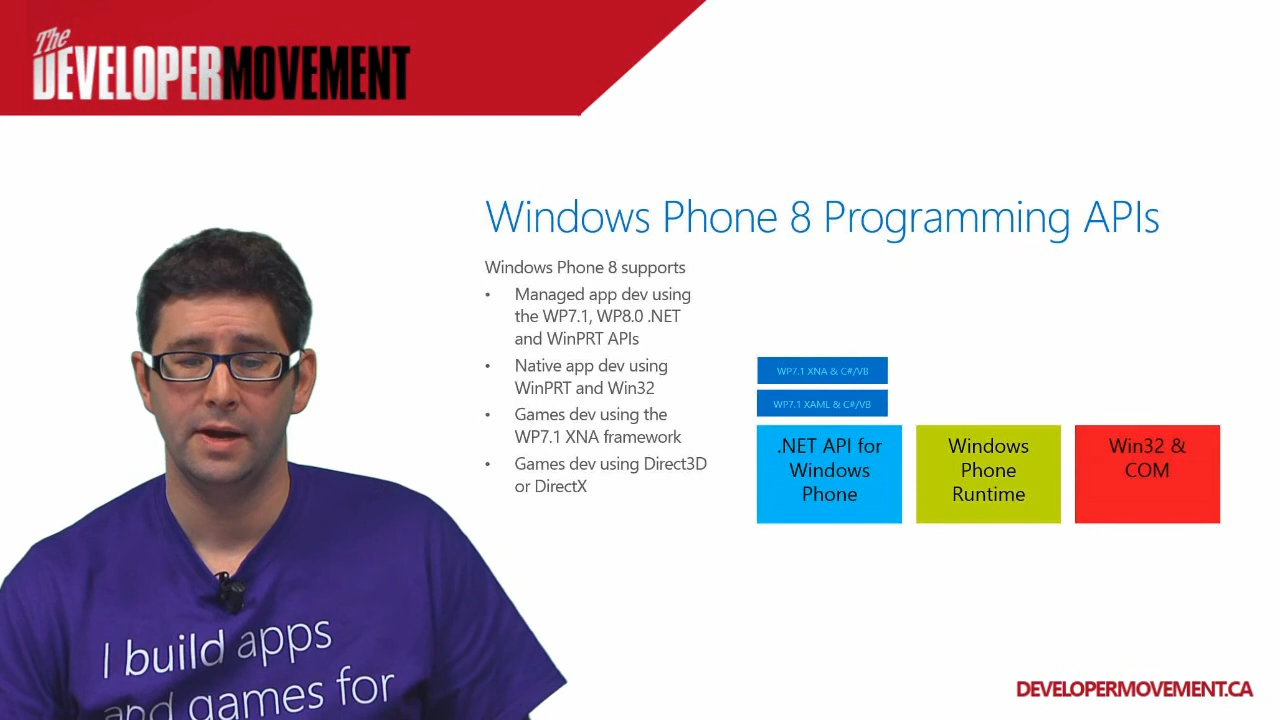 The
DEVELOPERMOVEMENT
Windows Phone 8 Programming APIs
Windows Phone 8 supports
• Managed app dev using
the WP7.1, WP8.0 .NET
and WinPRT APIs
• Native app dev using
WinPRT and Win32
• Games dev using the
WP7.1 XNA framework
• Games dev using Direct3D
or DirectX
WP7.1 XNA & C#/VB
WP7.1 XAML & C#/VB
.NET API for
Windows
Phone
Windows
Phone
Runtime
Win32 &
COM
I build apps
and games for
DEVELOPERMOVEMENT.CA